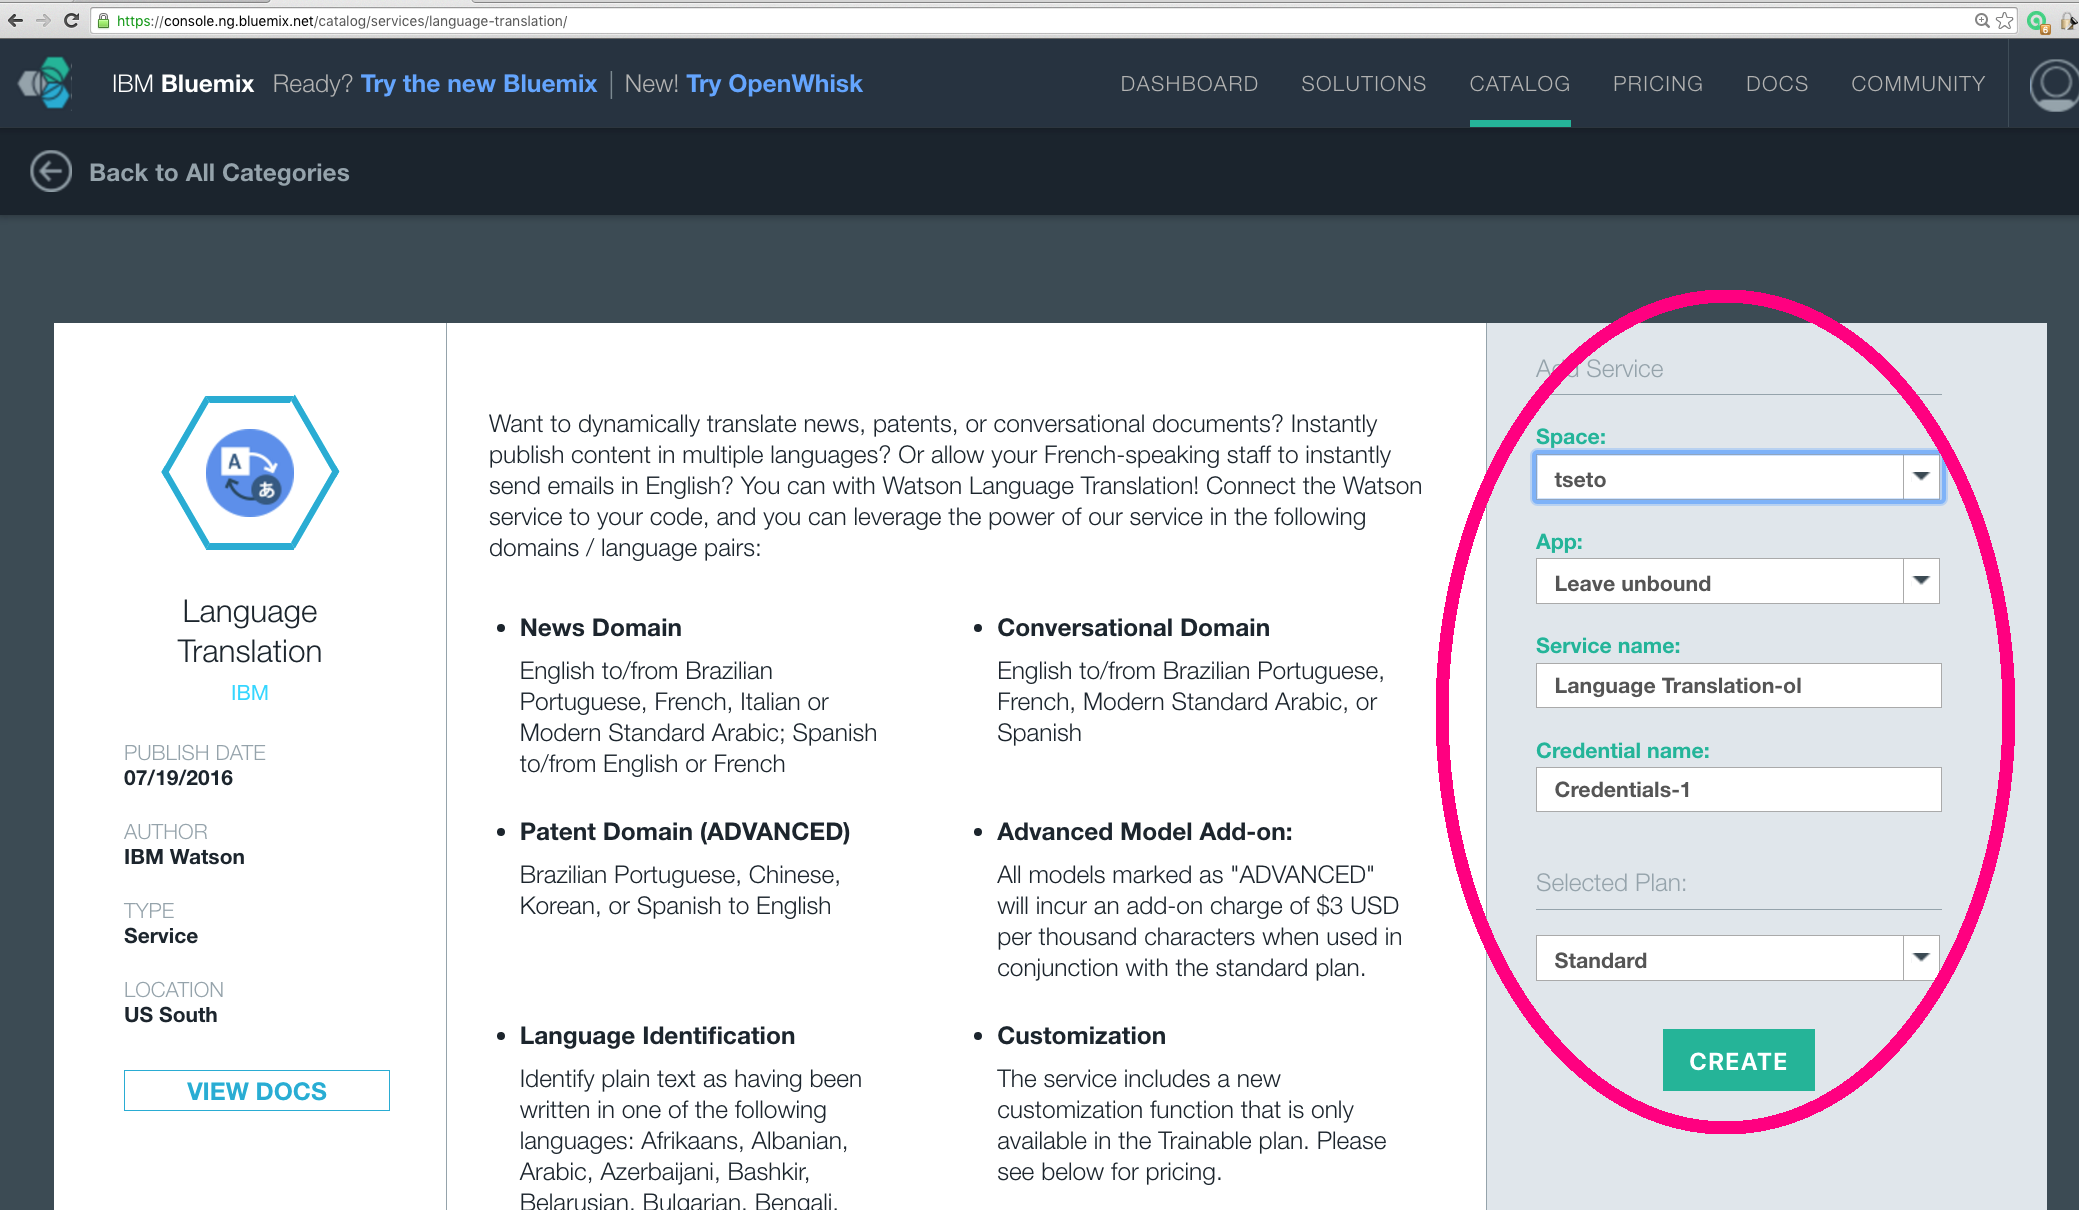 https://console.ng.bluemix.net/catalog/services/language-translation/
IBM Bluemix Ready? Try the new Bluemix | New! Try OpenWhisk
DASHBOARD SOLUTIONS CATALOG PRICING DOCS COMMUNITY
Back to All Categories
A
あ
Language
Translation
IBM
PUBLISH DATE
07/19/2016
AUTHOR
IBM Watson
TYPE
Service
LOCATION
US South
VIEW DOCS
Want to dynamically translate news, patents, or conversational documents? Instantly
publish content in multiple languages? Or allow your French-speaking staff to instantly
send emails in English? You can with Watson Language Translation! Connect the Watson
service to your code, and you can leverage the power of our service in the following
domains / language pairs:
• News Domain
English to/from Brazilian
Portuguese, French, Italian or
Modern Standard Arabic; Spanish
to/from English or French
• Conversational Domain
English to/from Brazilian Portuguese,
French, Modern Standard Arabic, or
Spanish
• Patent Domain (ADVANCED)
Brazilian Portuguese, Chinese,
Korean, or Spanish to English
• Advanced Model Add-on:
All models marked as "ADVANCED"
will incur an add-on charge of $3 USD
per thousand characters when used in
conjunction with the standard plan.
• Language Identification
Identify plain text as having been
written in one of the following
languages: Afrikaans, Albanian,
Arabic, Azerbaijani, Bashkir,
Belarusian, Bulgarian, Bengali,
• Customization
The service includes a new
customization function that is only
available in the Trainable plan. Please
see below for pricing.
Add Service
Space:
tseto
App:
Leave unbound
Service name:
Language Translation-ol
Credential name:
Credentials-1
Selected Plan:
Standard
CREATE